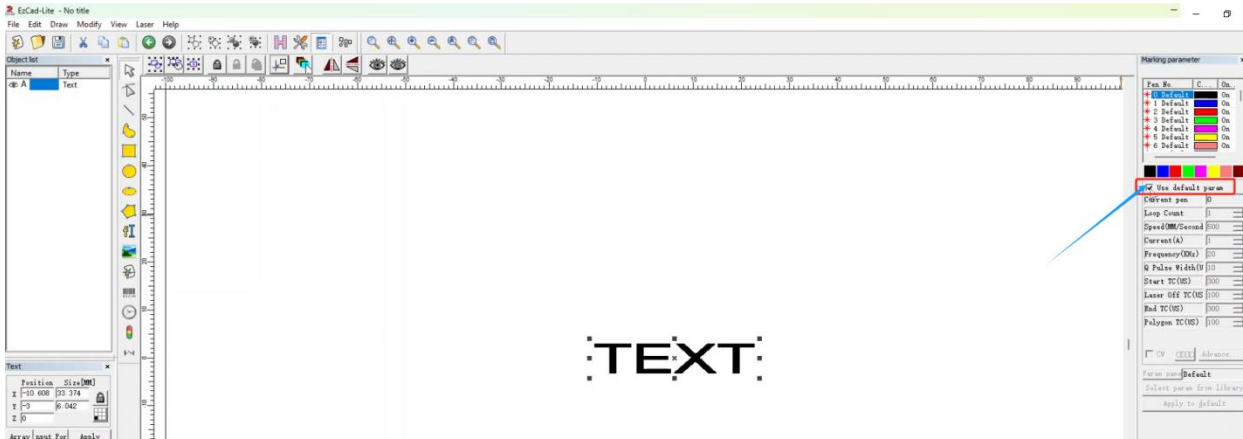 EzCad-Lite - No title
File Edit Draw Modify View Laser Help
Object list
Name Type
A Text
Text
Position Size[MM]
X -10.608 33.374
Y -3 6.042
Z 0
Array Apply
TEXT
Marking parameter
Pen No. C... On...
0 Default On
1 Default On
2 Default On
3 Default On
4 Default On
5 Default On
6 Default On
Use default param
Current pen 0
Loop Count 1
Speed(MM/Second 500
Current(A) 1
Frequency(KHz) 20
Q Pulse Width(U 10
Start TC(US) 300
Laser Off TC(US 100
End TC(US) 300
Polygon TC(US) 100
CV Advance
Param name Default
Select param from library
Apply to default